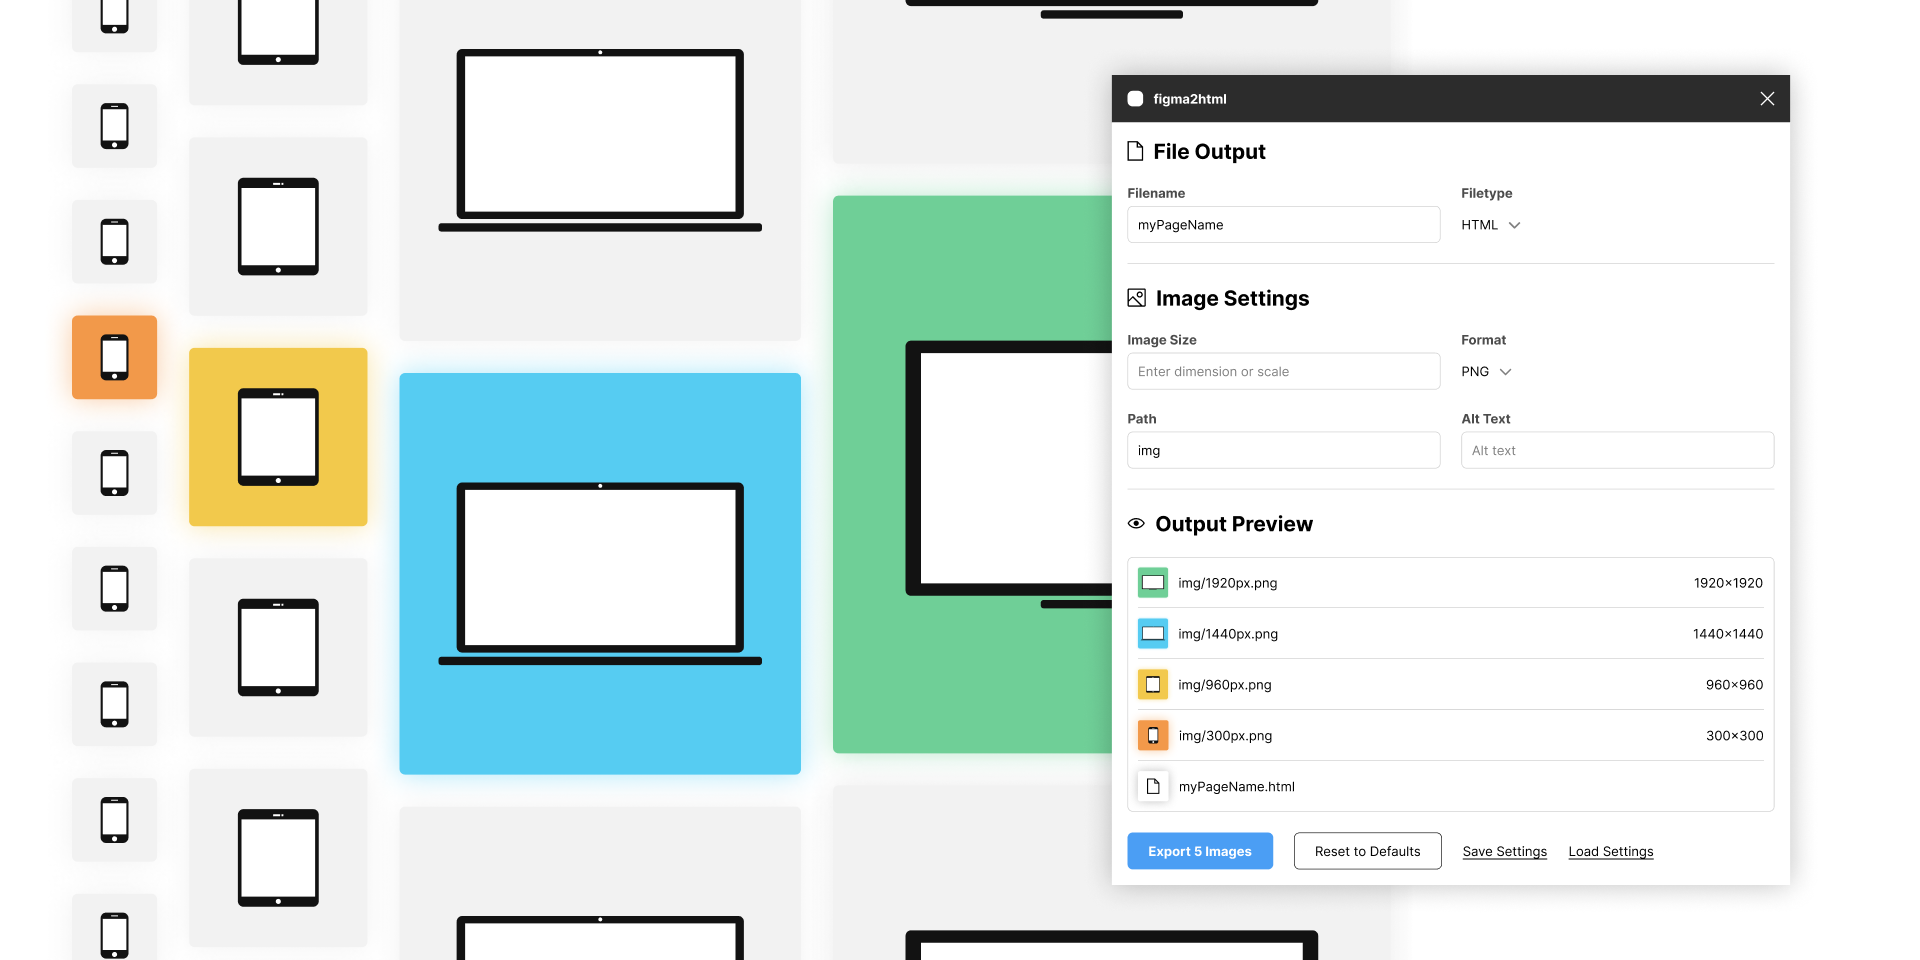 figma2html
File Output
Filename Filetype
myPageName HTML
Image Settings
Image Size Format
Enter dimension or scale PNG
Path Alt Text
img Alt text
Output Preview
img/1920px.png 1920×1920
img/1440px.png 1440×1440
img/960px.png 960×960
img/300px.png 300×300
myPageName.html
Export 5 Images Reset to Defaults Save Settings Load Settings